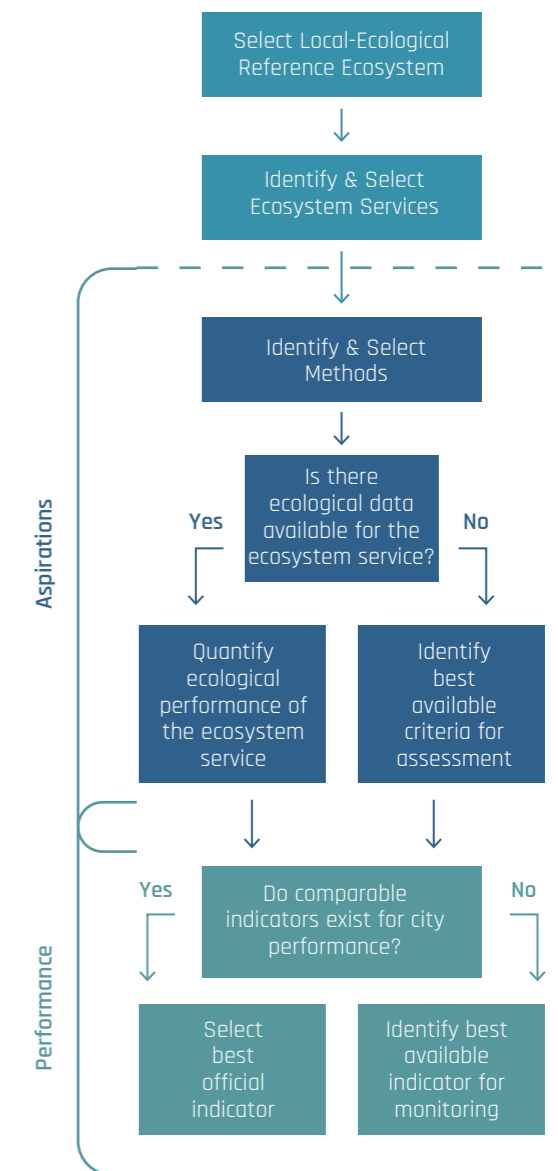 Select Local-Ecological
Reference Ecosystem
Identify & Select
Ecosystem Services
Aspirations
Identify & Select
Methods
Is there
ecological data
available for the
ecosystem service?
Yes
No
Quantify
ecological
performance of
the ecosystem
service
Identify
best
available
criteria for
assessment
Performance
Do comparable
indicators exist for city
performance?
Yes
No
Select
best
official
indicator
Identify best
available
indicator for
monitoring